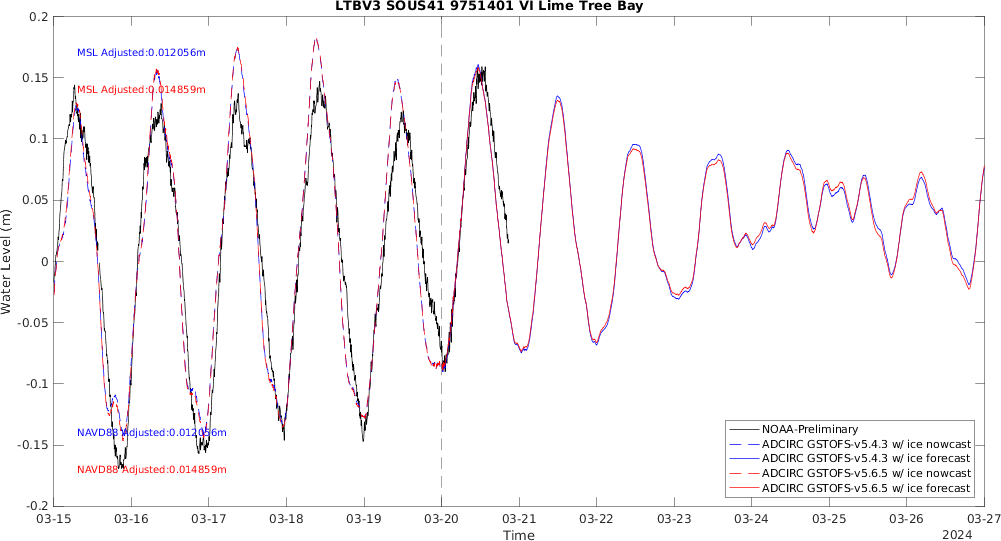 LTBV3 SOUS41 9751401 VI Lime Tree Bay
Water Level (m)
0.2
0.15
0.1
0.05
0
-0.05
-0.1
-0.15
-0.2
MSL Adjusted:0.012056m
MSL Adjusted:0.014859m
NAVD88 Adjusted:0.012056m
NAVD88 Adjusted:0.014859m
NOAA-Preliminary
ADCIRC GSTOFS-v5.4.3 w/ ice nowcast
ADCIRC GSTOFS-v5.4.3 w/ ice forecast
ADCIRC GSTOFS-v5.6.5 w/ ice nowcast
ADCIRC GSTOFS-v5.6.5 w/ ice forecast
03-15 03-16 03-17 03-18 03-19 03-20 03-21 03-22 03-23 03-24 03-25 03-26 03-27
Time
2024